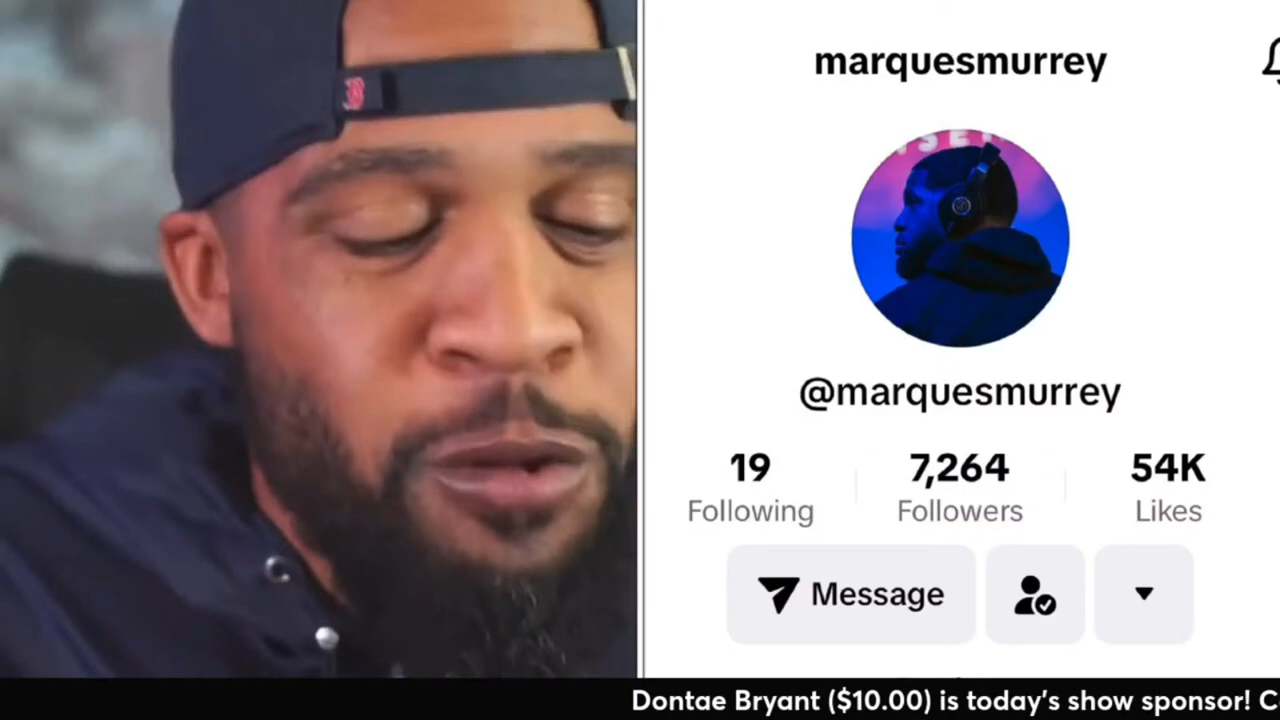 B
marquesmurrey
@marquesmurrey
19
7,264
54K
Following
Followers
Likes
Message
Dontae Bryant ($10.00) is today's show sponsor! C